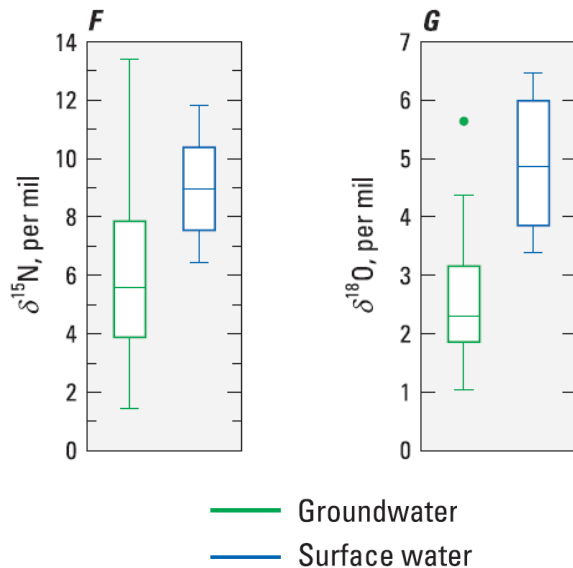 F
14
12
10
8
6
4
2
0
δ¹⁵N, per mil
G
7
6
5
4
3
2
1
0
δ¹⁸O, per mil
Groundwater
Surface water